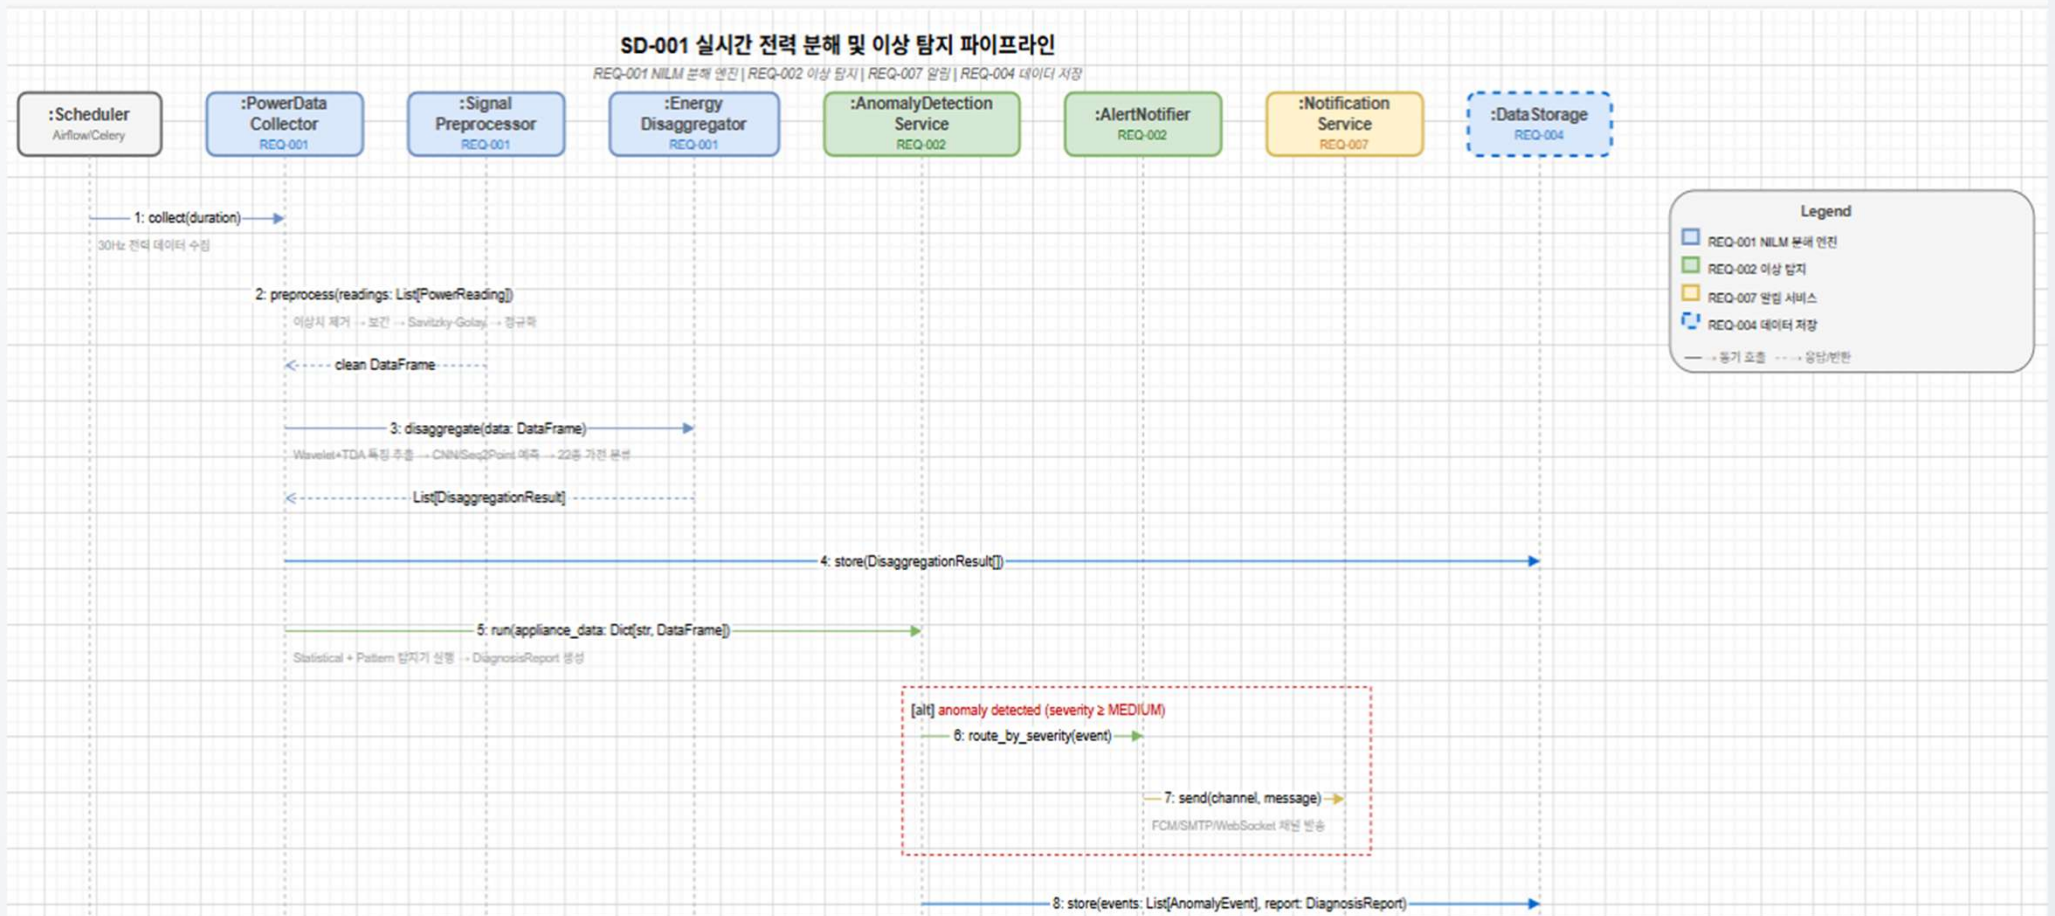 SD-001 실시간 전력 분해 및 이상 탐지 파이프라인
REQ-001 NILM 분해 엔진 | REQ-002 이상 탐지 | REQ-007 알림 | REQ-004 데이터 저장
:Scheduler
Airflow/Celery
:PowerData
Collector
REQ-001
:Signal
Preprocessor
REQ-001
:Energy
Disaggregator
REQ-001
:AnomalyDetection
Service
REQ-002
:AlertNotifier
REQ-002
:Notification
Service
REQ-007
:DataStorage
REQ-004
Legend
REQ-001 NILM 분해 엔진
REQ-002 이상 탐지
REQ-007 알림 서비스
REQ-004 데이터 저장
→ 동기 호출 --→ 응답/반환
1: collect(duration)
30Hz 전력 데이터 수집
2: preprocess(readings: List[PowerReading])
이상치 제거 → 보간 → Savitzky-Golay → 정규화
clean DataFrame
3: disaggregate(data: DataFrame)
Wavelet+TDA 특징 추출 → CNN/Seq2Point 예측 → 22종 가전 분류
List[DisaggregationResult]
4: store(DisaggregationResult[])
5: run(appliance_data: Dict[str, DataFrame])
Statistical + Pattern 탐지기 실행 → DiagnosisReport 생성
[alt] anomaly detected (severity ≥ MEDIUM)
6: route_by_severity(event)
7: send(channel, message)
FCM/SMTP/WebSocket 채널 발송
8: store(events: List[AnomalyEvent], report: DiagnosisReport)